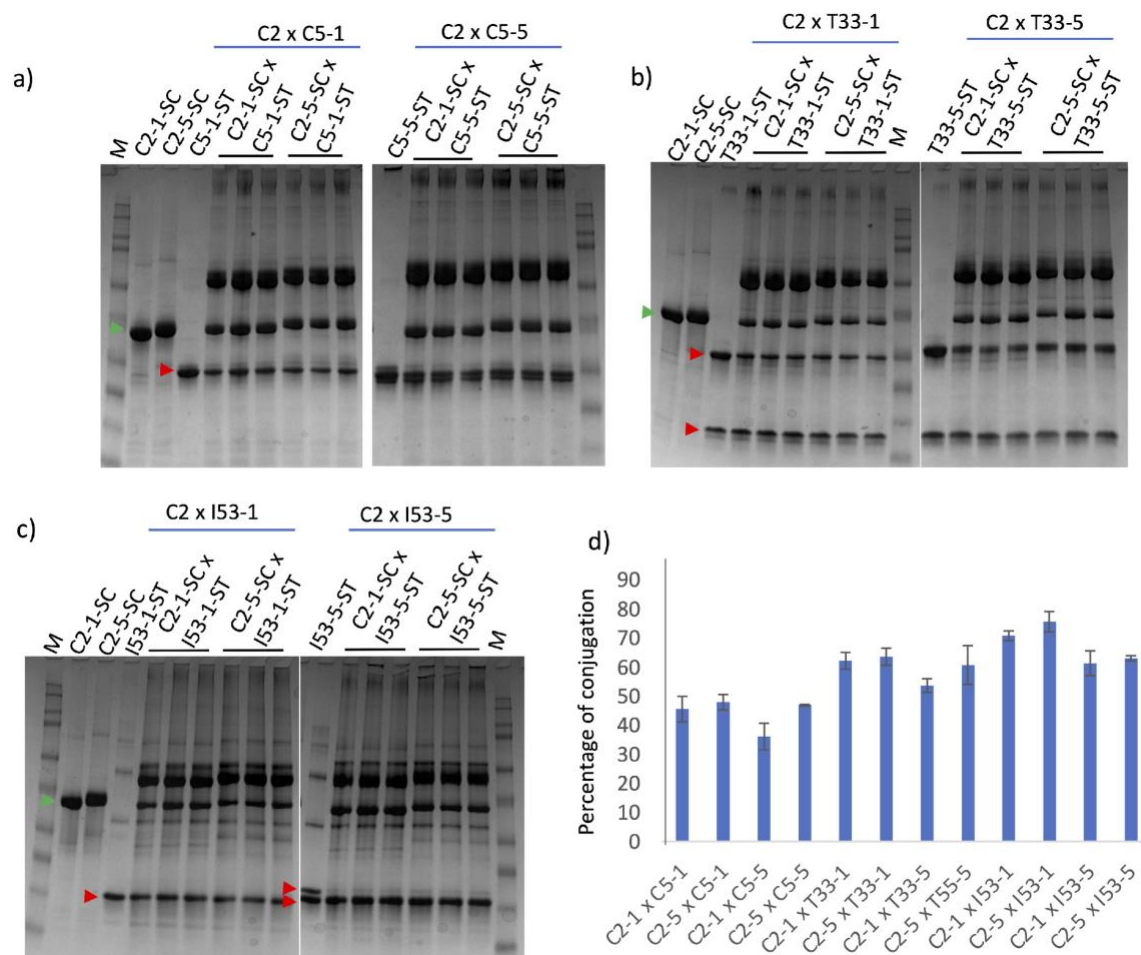 a)
C2 x C5-1
C2 x C5-5
M
C2-1-SC
C2-5-SC
C5-1-ST
C2-1-SC x
C5-1-ST
C2-5-SC x
C5-1-ST
C5-5-ST
C2-1-SC x
C5-5-ST
C2-5-SC x
C5-5-ST
b)
C2 x T33-1
C2 x T33-5
C2-1-SC
C2-5-SC
T33-1-ST
C2-1-SC x
T33-1-ST
C2-5-SC x
T33-1-ST
M
T33-5-ST
C2-1-SC x
T33-5-ST
C2-5-SC x
T33-5-ST
c)
C2 x I53-1
C2 x I53-5
M
C2-1-SC
C2-5-SC
I53-1-ST
C2-1-SC x
I53-1-ST
C2-5-SC x
I53-1-ST
I53-5-ST
C2-1-SC x
I53-5-ST
C2-5-SC x
I53-5-ST
M
d)
Percentage of conjugation
90
80
70
60
50
40
30
20
10
0
C2-1 x C5-1
C2-5 x C5-1
C2-1 x C5-5
C2-5 x C5-5
C2-1 x T33-1
C2-5 x T33-1
C2-1 x T33-5
C2-5 x T55-5
C2-1 x I53-1
C2-5 x I53-1
C2-1 x I53-5
C2-5 x I53-5